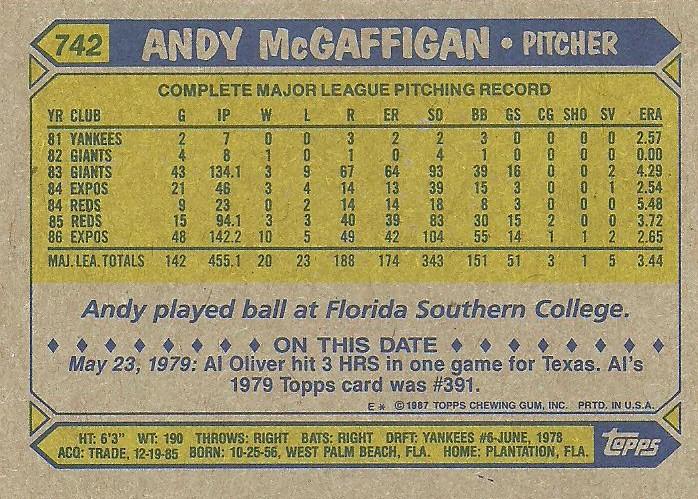 742 ANDY McGAFFIGAN • PITCHER
COMPLETE MAJOR LEAGUE PITCHING RECORD
YR CLUB G IP W L R ER SO BB GS CG SHO SV ERA
81 YANKEES 2 7 0 0 3 2 2 3 0 0 0 0 2.57
82 GIANTS 4 8 1 0 1 0 4 1 0 0 0 0 0.00
83 GIANTS 43 134.1 3 9 67 64 93 39 16 0 0 2 4.29
84 EXPOS 21 46 3 4 14 13 39 15 3 0 0 1 2.54
84 REDS 9 23 0 2 14 14 18 8 3 0 0 0 5.48
85 REDS 15 94.1 3 3 40 39 83 30 15 2 0 0 3.72
86 EXPOS 48 142.2 10 5 49 42 104 55 14 1 1 2 2.65
MAJ. LEA. TOTALS 142 455.1 20 23 188 174 343 151 51 3 1 5 3.44
Andy played ball at Florida Southern College.
♦ ♦ ♦ ♦ ♦ ♦ ♦ ♦ ON THIS DATE ♦ ♦ ♦ ♦ ♦ ♦ ♦ ♦
May 23, 1979: Al Oliver hit 3 HRS in one game for Texas. Al's
1979 Topps card was #391.
E * © 1987 TOPPS CHEWING GUM, INC. PRTD. IN U.S.A.
HT: 6'3" WT: 190 THROWS: RIGHT BATS: RIGHT DRFT: YANKEES #6-JUNE, 1978
ACQ: TRADE, 12-19-85 BORN: 10-25-56, WEST PALM BEACH, FLA. HOME: PLANTATION, FLA.
topps